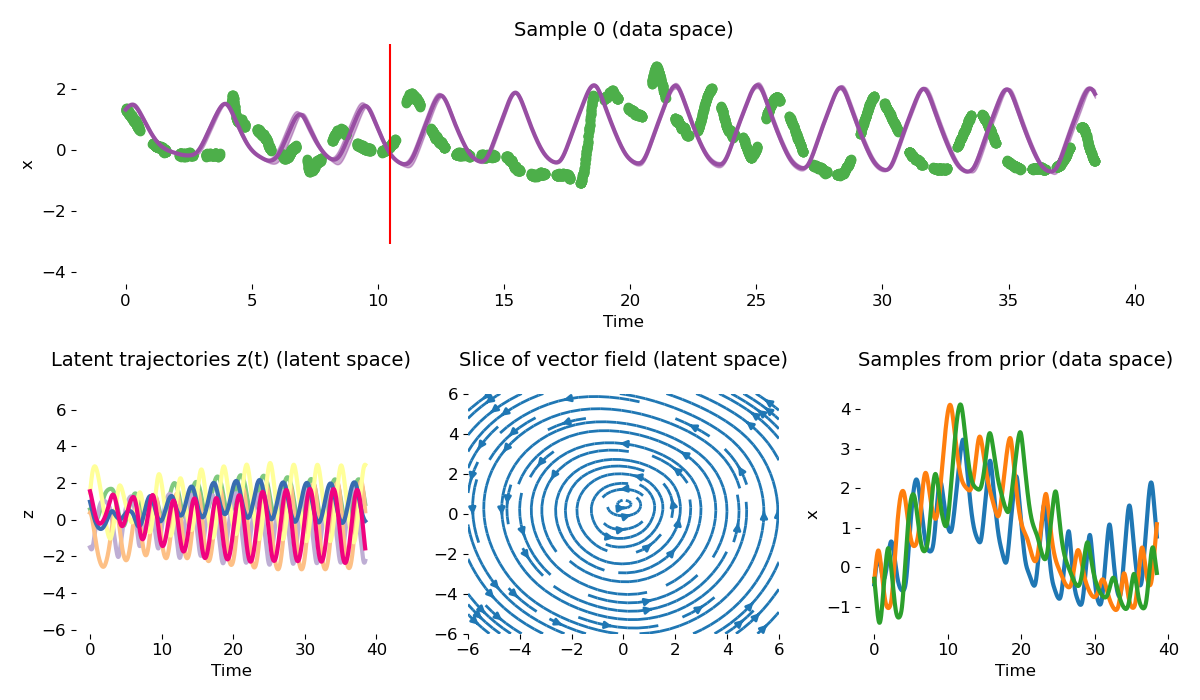 Sample 0 (data space)
2
0
−2
−4
x
0 5 10 15 20 25 30 35 40
Time
Latent trajectories z(t) (latent space)
6
4
2
0
−2
−4
−6
z
0 10 20 30 40
Time
Slice of vector field (latent space)
6
4
2
0
−2
−4
−6
−6 −4 −2 0 2 4 6
Samples from prior (data space)
4
3
2
1
0
−1
x
0 10 20 30 40
Time